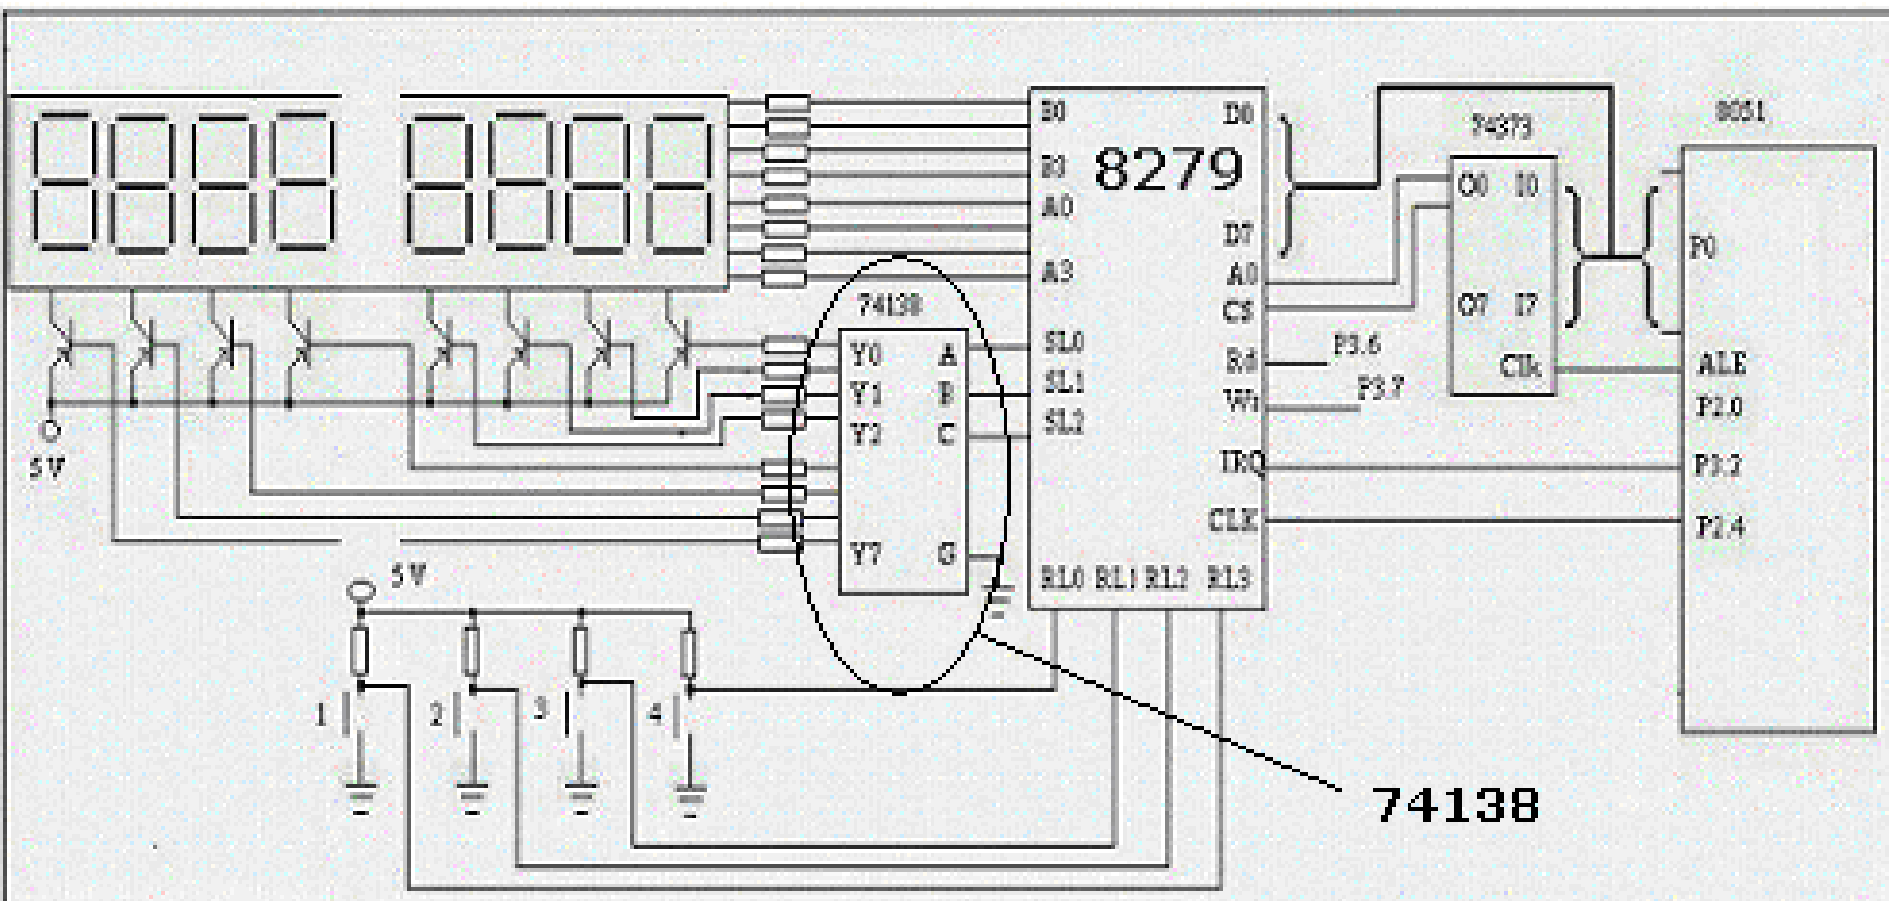 B0
B3
A0
A3
SL0
SL1
SL2
8279
D0
D7
A0
CS
Rd
Wr
IRQ
CLK
RL0 RL1 RL2 RL3
74138
Y0
Y1
Y2
Y7
A
B
C
G
P3.6
P3.7
74373
O0 I0
O7 I7
Clk
8051
P0
ALE
P2.0
P3.2
P2.4
5V
5V
1
2
3
4
74138